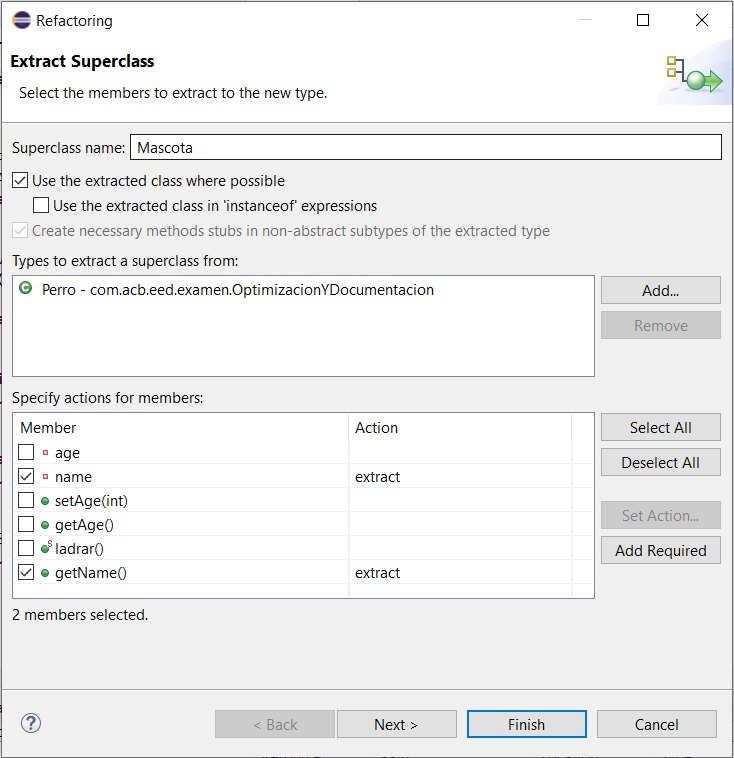 Refactoring
Extract Superclass
Select the members to extract to the new type.
Superclass name: Mascota
Use the extracted class where possible
Use the extracted class in 'instanceof' expressions
Create necessary methods stubs in non-abstract subtypes of the extracted type
Types to extract a superclass from:
Perro - com.acb.eed.examen.OptimizacionYDocumentacion
Add...
Remove
Specify actions for members:
Member Action
age
name extract
setAge(int)
getAge()
S ladrar()
getName() extract
Select All
Deselect All
Set Action...
Add Required
2 members selected.
? < Back Next > Finish Cancel